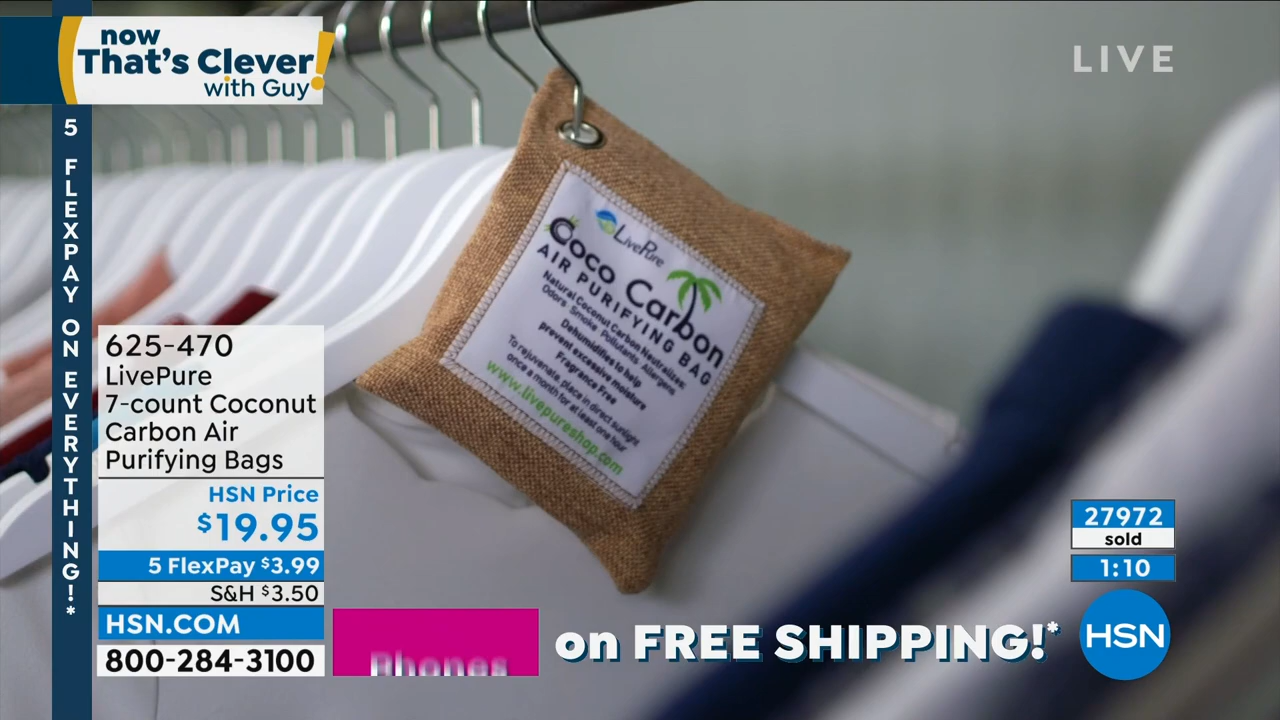 now
That's Clever!
with Guy
LIVE
5 FLEXPAY ON EVERYTHING!*
LivePure
Coco Carbon
AIR PURIFYING BAG
Natural Coconut Carbon Neutralizes:
Odors Smoke Pollutants Allergens
Dehumidifies to help
prevent excessive moisture
Fragrance Free
To rejuvenate, place in direct sunlight
once a month for at least one hour
www.livepureshop.com
625-470
LivePure
7-count Coconut
Carbon Air
Purifying Bags
HSN Price
$19.95
5 FlexPay $3.99
S&H $3.50
HSN.COM
800-284-3100
Phones
on FREE SHIPPING!*
27972
sold
1:10
HSN